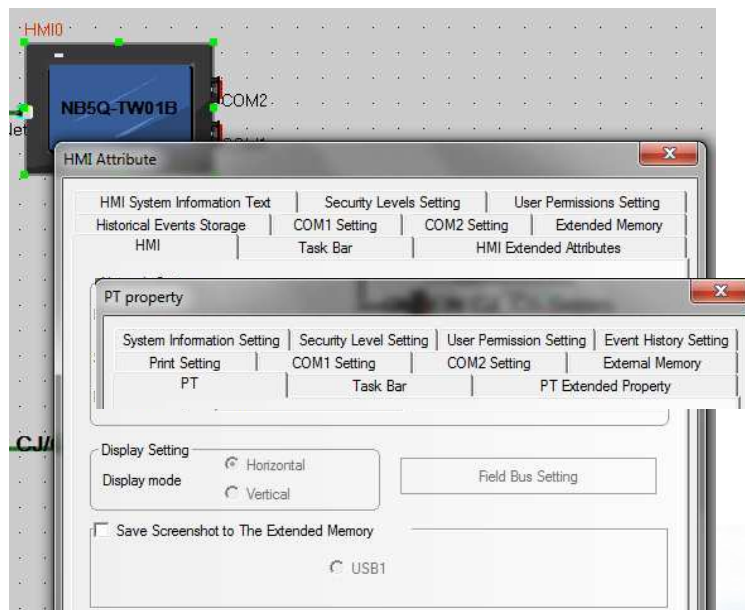 HMI0
NB5Q-TW01B
COM2
HMI Attribute
HMI System Information Text Security Levels Setting User Permissions Setting
Historical Events Storage COM1 Setting COM2 Setting Extended Memory
HMI Task Bar HMI Extended Attributes
PT property
System Information Setting Security Level Setting User Permission Setting Event History Setting
Print Setting COM1 Setting COM2 Setting External Memory
PT Task Bar PT Extended Property
Display Setting
Display mode Horizontal
Vertical
Field Bus Setting
Save Screenshot to The Extended Memory
USB1